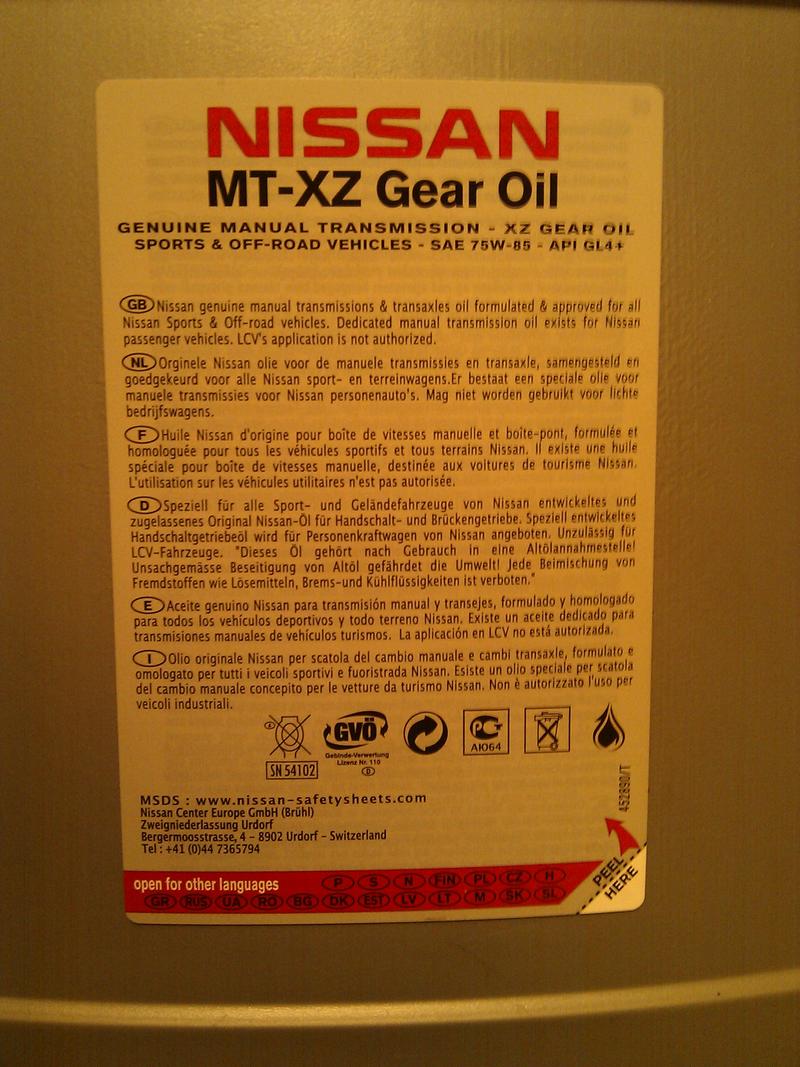 NISSAN
MT-XZ Gear Oil
GENUINE MANUAL TRANSMISSION - XZ GEAR OIL
SPORTS & OFF-ROAD VEHICLES - SAE 75W-85 - API GL4+
GB Nissan genuine manual transmissions & transaxles oil formulated & approved for all
Nissan Sports & Off-road vehicles. Dedicated manual transmission oil exists for Nissan
passenger vehicles. LCV's application is not authorized.
NL Orginele Nissan olie voor de manuele transmissies en transaxle, samengesteld en
goedgekeurd voor alle Nissan sport- en terreinwagens.Er bestaat een speciale olie voor
manuele transmissies voor Nissan personenauto's. Mag niet worden gebruikt voor lichte
bedrijfswagens.
F Huile Nissan d'origine pour boîte de vitesses manuelle et boîte-pont, formulée et
homologuée pour tous les véhicules sportifs et tous terrains Nissan. Il existe une huile
spéciale pour boîte de vitesses manuelle, destinée aux voitures de tourisme Nissan.
L'utilisation sur les véhicules utilitaires n'est pas autorisée.
D Speziell für alle Sport- und Geländefahrzeuge von Nissan entwickeltes und
zugelassenes Original Nissan-Öl für Handschalt- und Brückengetriebe. Speziell entwickeltes
Handschaltgetriebeöl wird für Personenkraftwagen von Nissan angeboten. Unzulässig für
LCV-Fahrzeuge. "Dieses Öl gehört nach Gebrauch in eine Altölannahmestelle!
Unsachgemässe Beseitigung von Altöl gefährdet die Umwelt! Jede Beimischung von
Fremdstoffen wie Lösemitteln, Brems-und Kühlflüssigkeiten ist verboten."
E Aceite genuino Nissan para transmisión manual y transejes, formulado y homologado
para todos los vehículos deportivos y todo terreno Nissan. Existe un aceite dedicado para
transmisiones manuales de vehículos turismos. La aplicación en LCV no está autorizada.
I Olio originale Nissan per scatola del cambio manuale e cambi transaxle, formulato e
omologato per tutti i veicoli sportivi e fuoristrada Nissan. Esiste un olio speciale per scatola
del cambio manuale concepito per le vetture da turismo Nissan. Non è autorizzato l'uso per
veicoli industriali.
GVÖ
Gebinde-Verwertung
Lizenz Nr. 110
D
SN 54102
PCT
АЮ64
452890/T
MSDS : www.nissan-safetysheets.com
Nissan Center Europe GmbH (Brühl)
Zweigniederlassung Urdorf
Bergermoosstrasse, 4 - 8902 Urdorf - Switzerland
Tel : +41 (0)44 7365794
PEEL
HERE
open for other languages
P S N FIN PL CZ H
GR RUS UA RO BG DK EST LV LT M SK SL